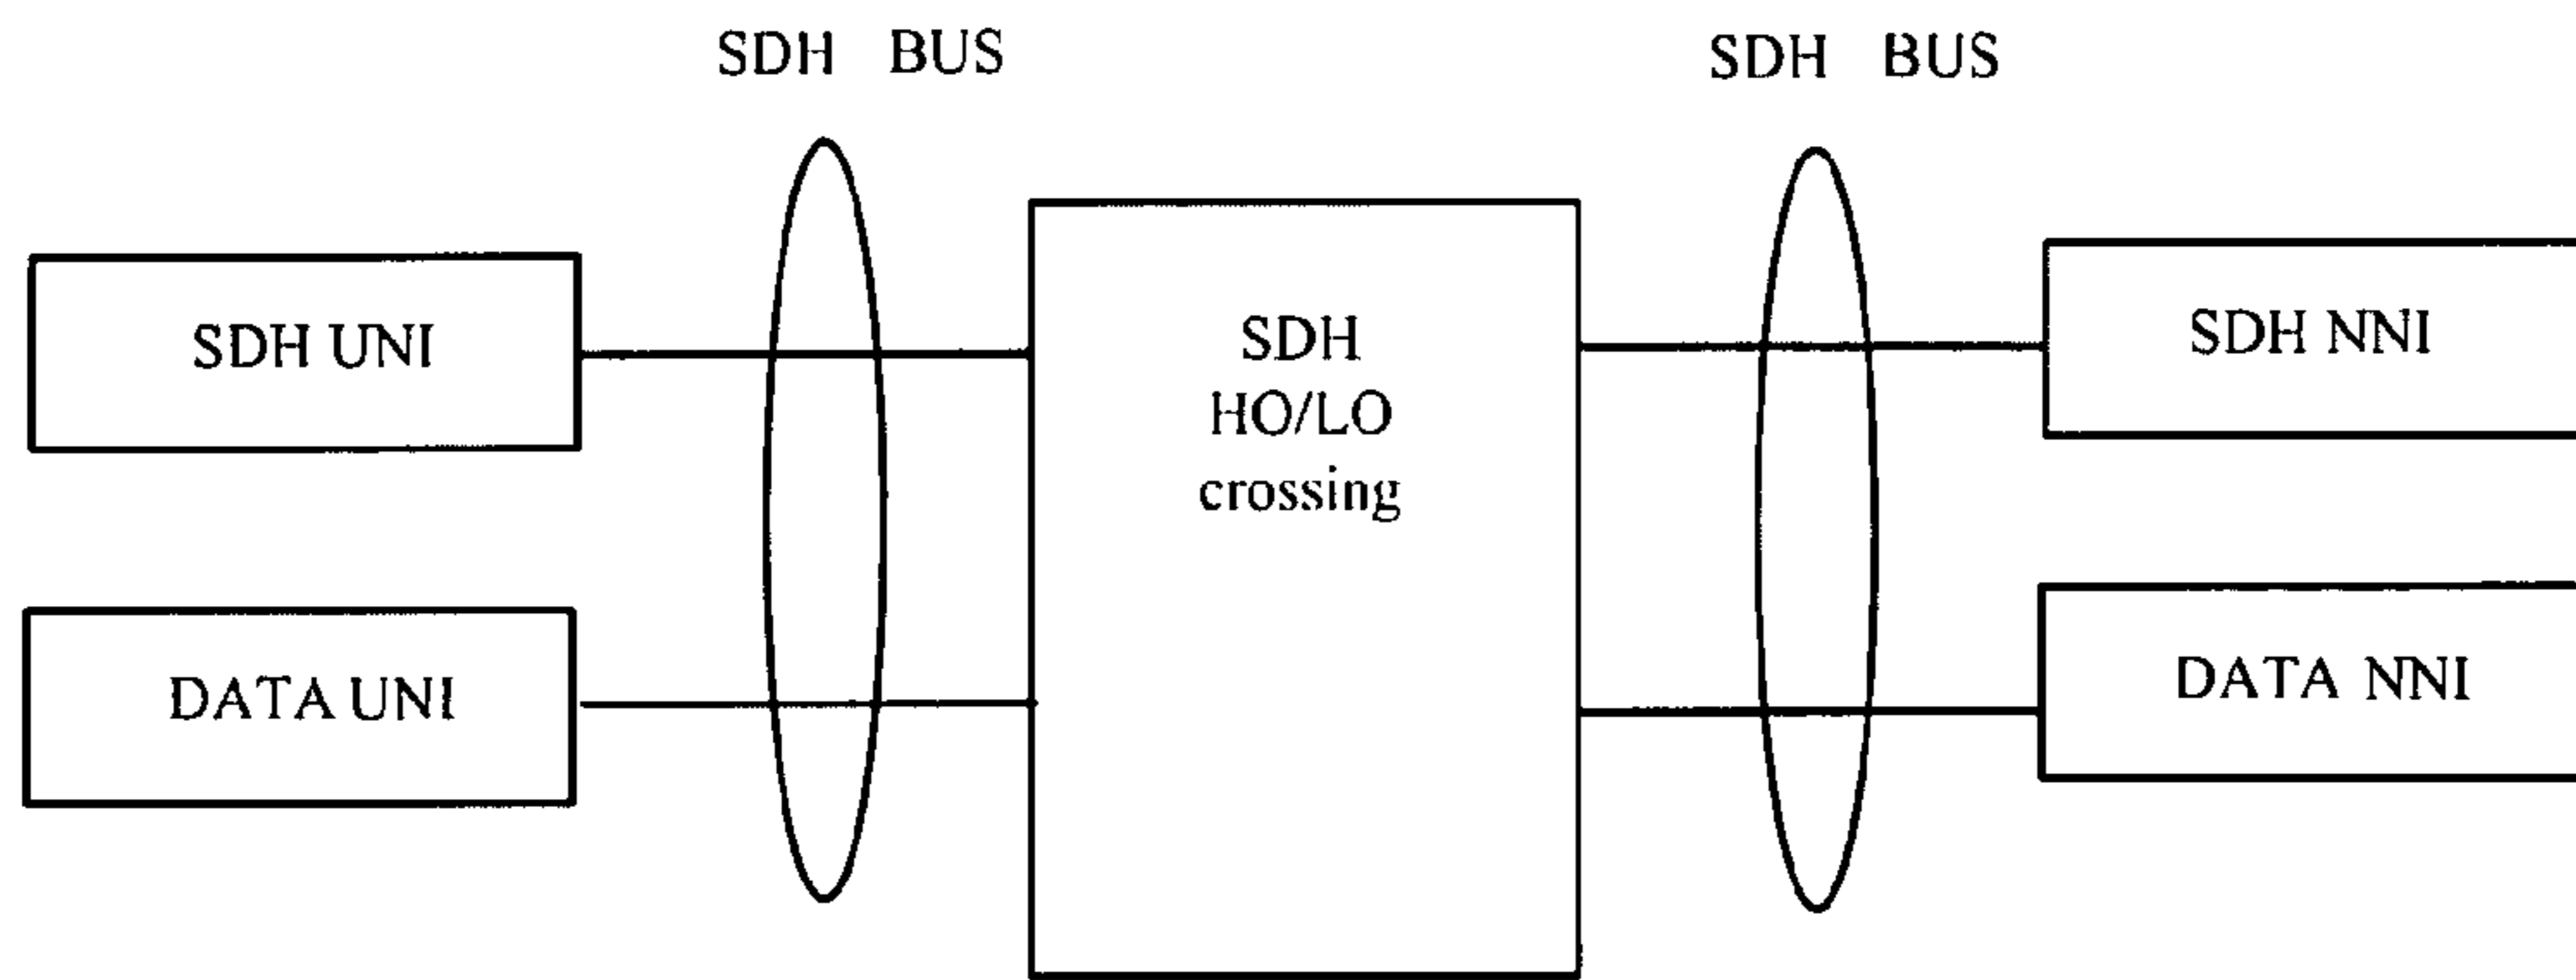 SDH BUS
SDH BUS
SDH UNI
SDH
HO/LO
crossing
SDH NNI
DATA UNI
DATA NNI